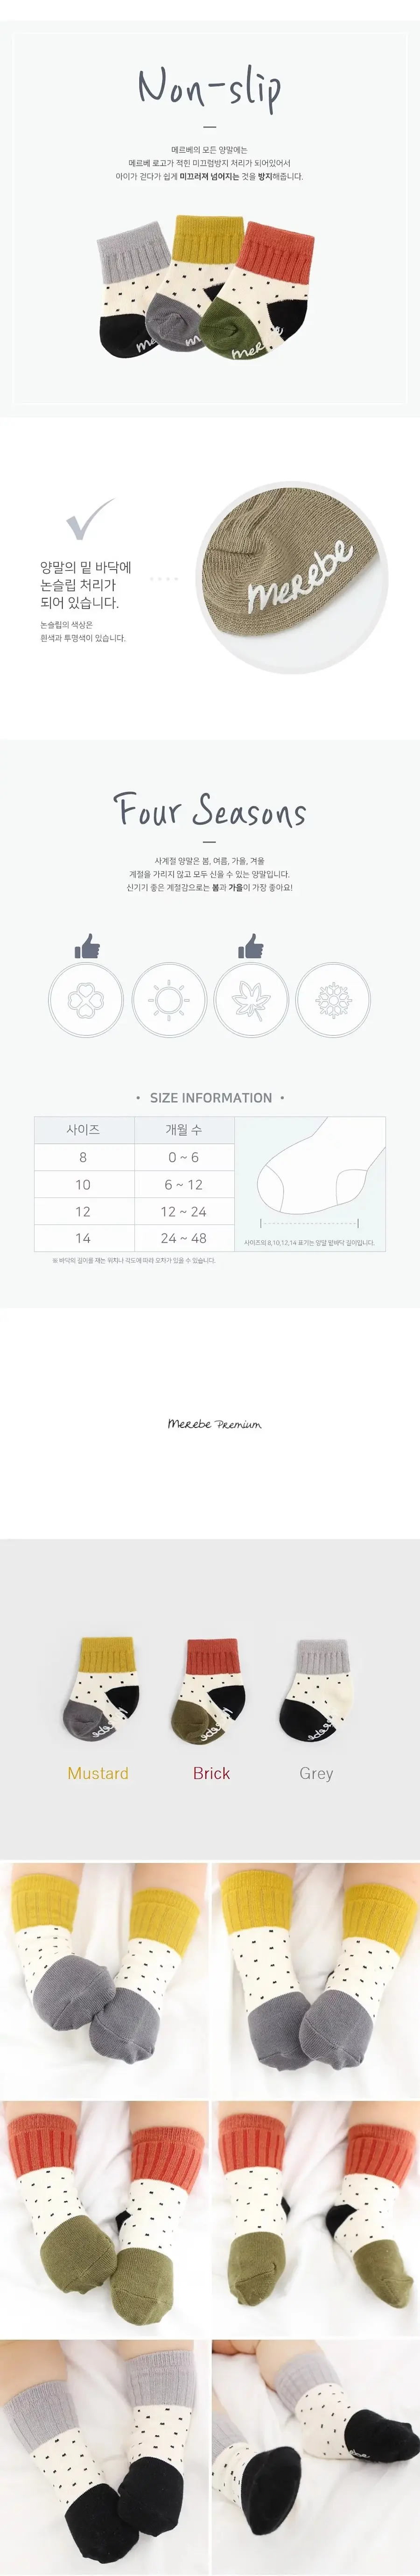 Non-slip
메르베의 모든 양말에는
메르베 로고가 적힌 미끄럼방지 처리가 되어있어서
아이가 걷다가 쉽게 미끄러져 넘어지는 것을 방지해줍니다.
merebe
양말의 밑 바닥에
논슬립 처리가
되어 있습니다.
논슬립의 색상은
흰색과 투명색이 있습니다.
merebe
Four Seasons
사계절 양말은 봄, 여름, 가을, 겨울
계절을 가리지 않고 모두 신을 수 있는 양말입니다.
신기기 좋은 계절감으로는 봄과 가을이 가장 좋아요!
• SIZE INFORMATION •
사이즈 개월 수
8 0 ~ 6
10 6 ~ 12
12 12 ~ 24
14 24 ~ 48
사이즈의 8,10,12,14 표기는 양말 밑바닥 길이입니다.
※ 바닥의 길이를 재는 위치나 각도에 따라 오차가 있을 수 있습니다.
merebe Premium
Mustard Brick Grey